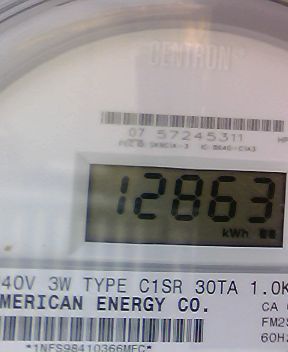 CENTRON
07 57245311
12863
kWh
40V 3W TYPE C1SR 30TA 1.0K
MERICAN ENERGY CO.
CA
FM2S
60HZ
*1NFS98410366MFC*